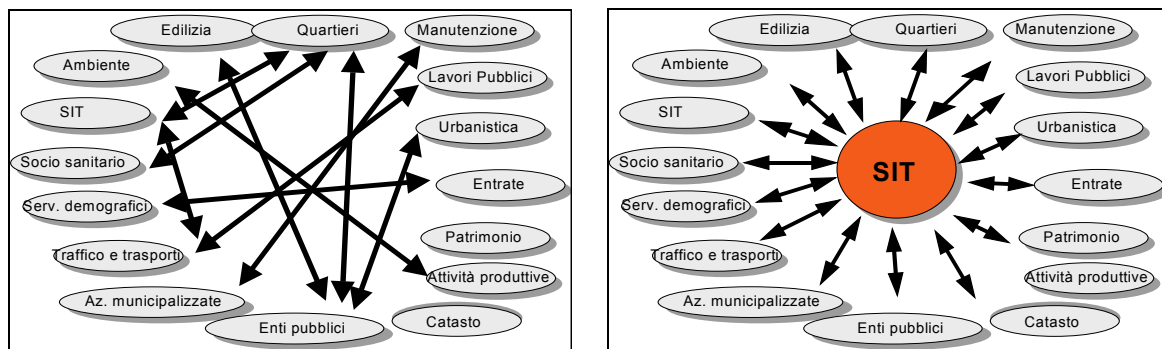 Edilizia
Quartieri
Manutenzione
Ambiente
Lavori Pubblici
SIT
Urbanistica
Socio sanitario
Entrate
Serv. demografici
Patrimonio
Traffico e trasporti
Attività produttive
Az. municipalizzate
Enti pubblici
Catasto
Edilizia
Quartieri
Manutenzione
Ambiente
Lavori Pubblici
SIT
Urbanistica
Socio sanitario
SIT
Entrate
Serv. demografici
Patrimonio
Traffico e trasporti
Attività produttive
Az. municipalizzate
Enti pubblici
Catasto